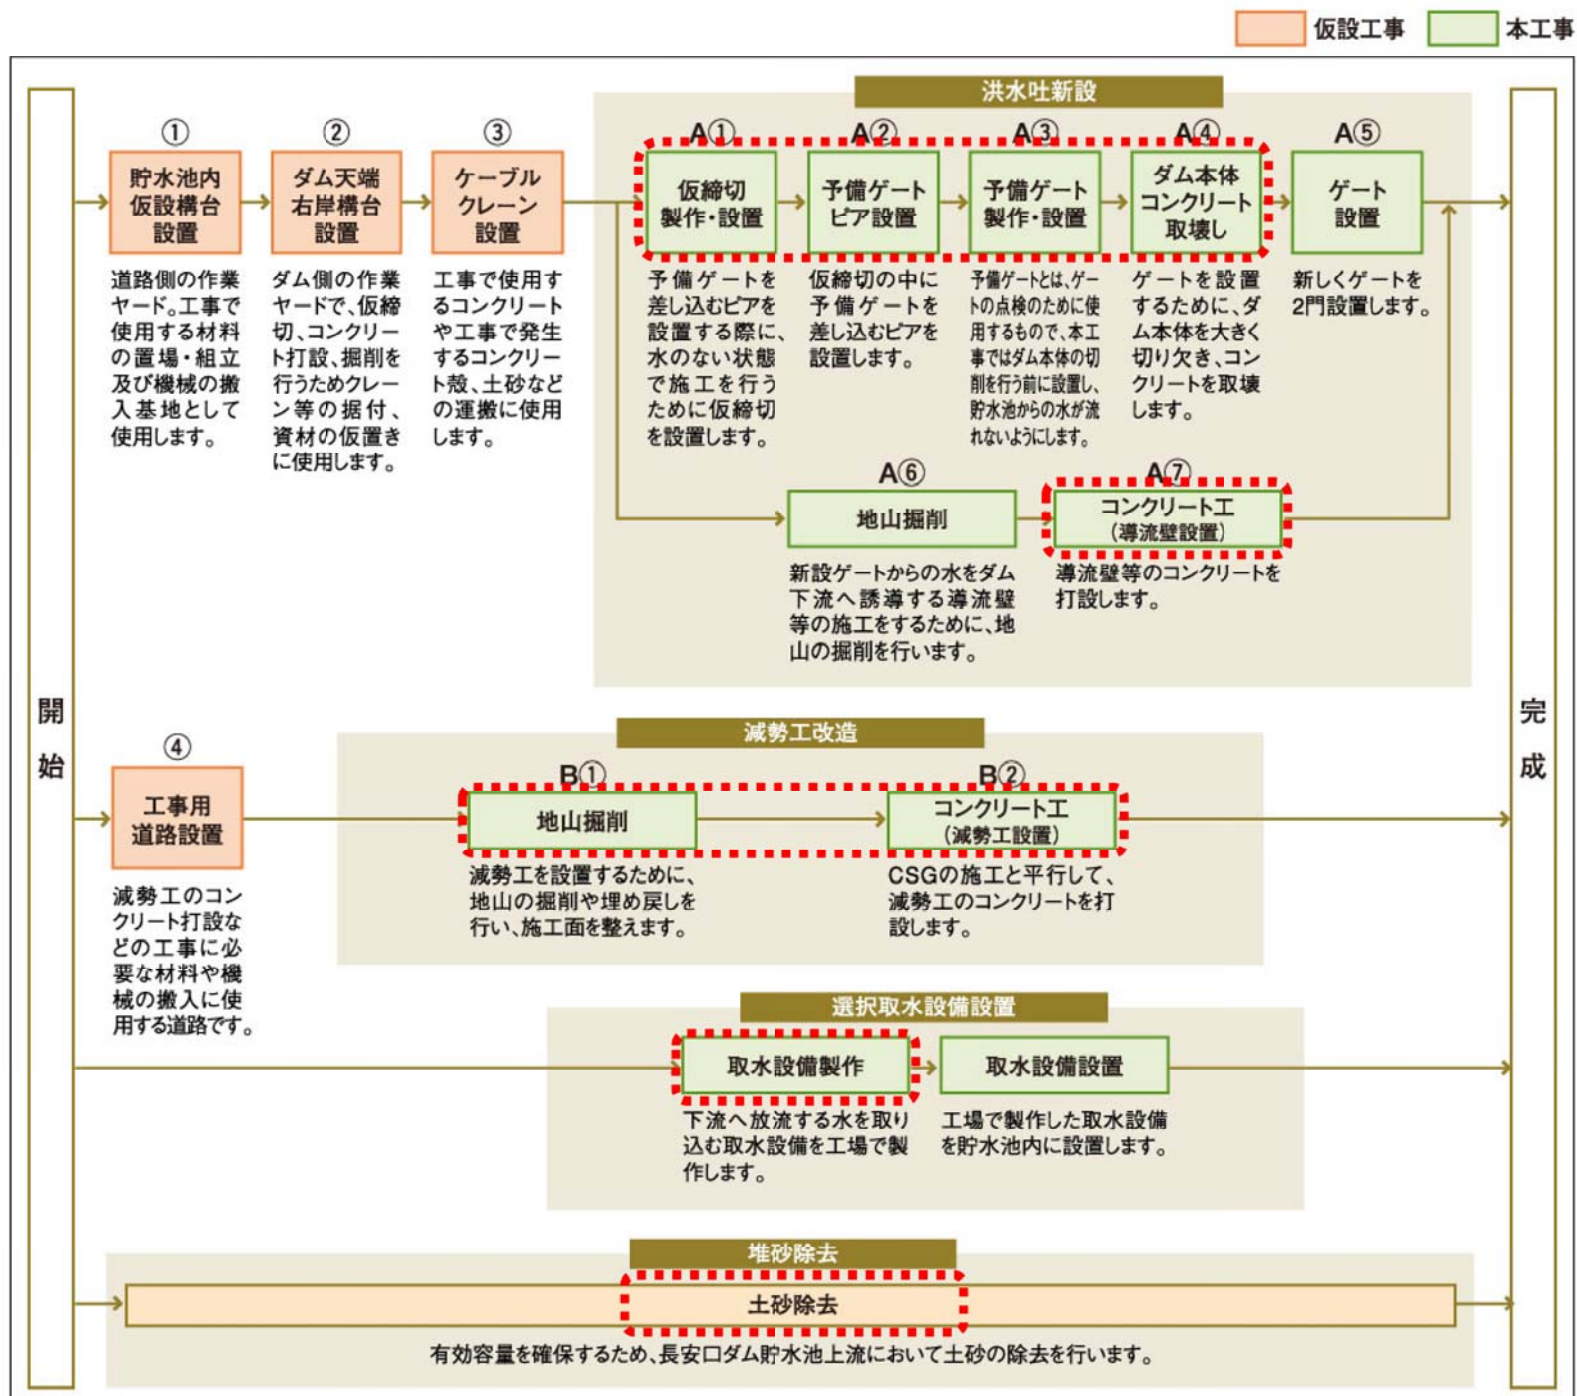 仮設工事
本工事
洪水吐新設
①
貯水池内
仮設構台
設置
道路側の作業
ヤード。工事で
使用する材料
の置場・組立
及び機械の搬
入基地として
使用します。
②
ダム天端
右岸構台
設置
ダム側の作業
ヤードで、仮締
切、コンクリー
ト打設、掘削を
行うためクレー
ン等の据付、
資材の仮置き
に使用します。
③
ケーブル
クレーン
設置
工事で使用す
るコンクリート
や工事で発生
するコンクリー
ト殻、土砂など
の運搬に使用
します。
A①
仮締切
製作・設置
予備ゲートを
差し込むピアを
設置する際に、
水のない状態
で施工を行う
ために仮締切
を設置します。
A②
予備ゲート
ピア設置
仮締切の中に
予備ゲートを
差し込むピアを
設置します。
A③
予備ゲート
製作・設置
予備ゲートとは、ゲー
トの点検のために使
用するもので、本工
事ではダム本体の切
削を行う前に設置し、
貯水池からの水が流
れないようにします。
A④
ダム本体
コンクリート
取壊し
ゲートを設置
するために、ダ
ム本体を大きく
切り欠き、コン
クリートを取壊
します。
A⑤
ゲート
設置
新しくゲートを
2門設置します。
A⑥
地山掘削
新設ゲートからの水をダム
下流へ誘導する導流壁
等の施工をするために、地
山の掘削を行います。
A⑦
コンクリート工
(導流壁設置)
導流壁等のコンクリートを
打設します。
開始
完成
減勢工改造
④
工事用
道路設置
減勢工のコン
クリート打設な
どの工事に必
要な材料や機
械の搬入に使
用する道路です。
B①
地山掘削
減勢工を設置するために、
地山の掘削や埋め戻しを
行い、施工面を整えます。
B②
コンクリート工
(減勢工設置)
CSGの施工と平行して、
減勢工のコンクリートを打
設します。
選択取水設備設置
取水設備製作
下流へ放流する水を取り
込む取水設備を工場で製
作します。
取水設備設置
工場で製作した取水設備
を貯水池内に設置します。
堆砂除去
土砂除去
有効容量を確保するため、長安口ダム貯水池上流において土砂の除去を行います。